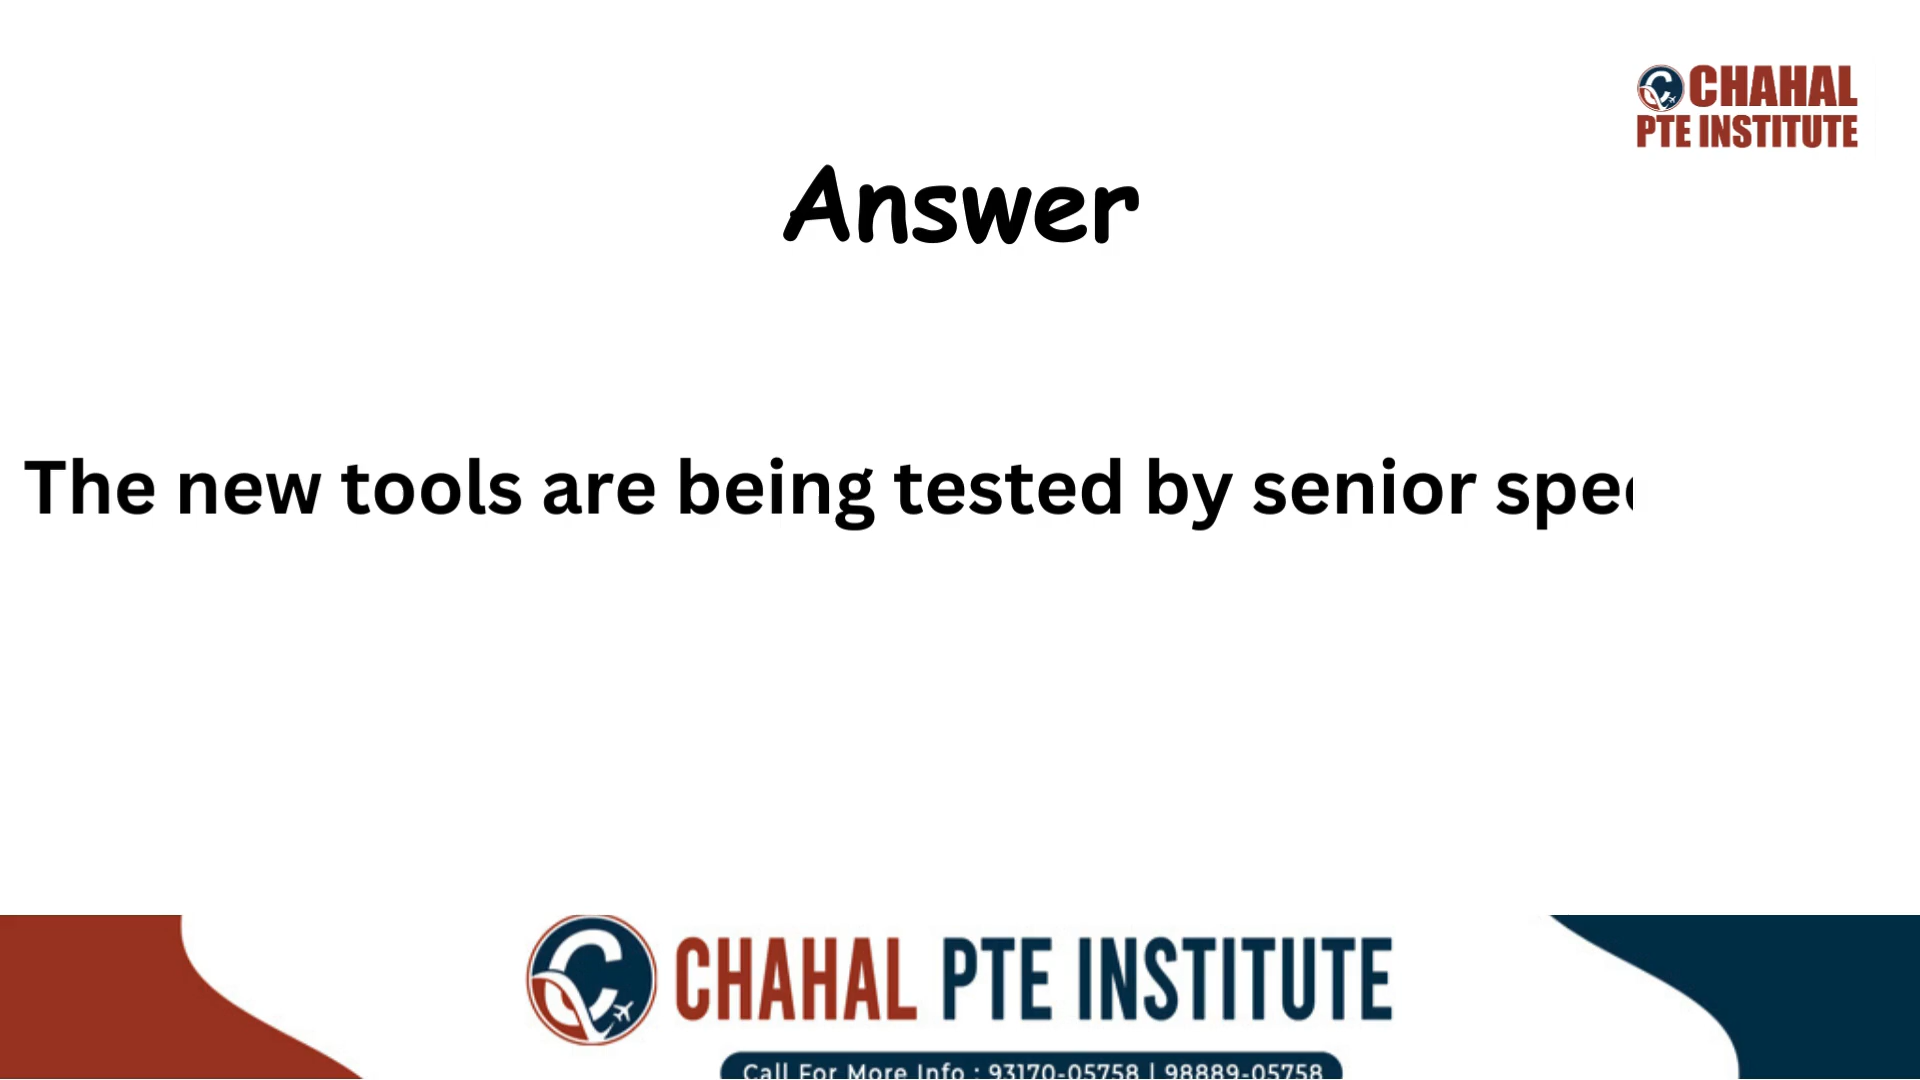 CHAHAL
PTE INSTITUTE
Answer
The new tools are being tested by senior
CHAHAL PTE INSTITUTE
Call For More Info : 93170-05758 | 98889-05758